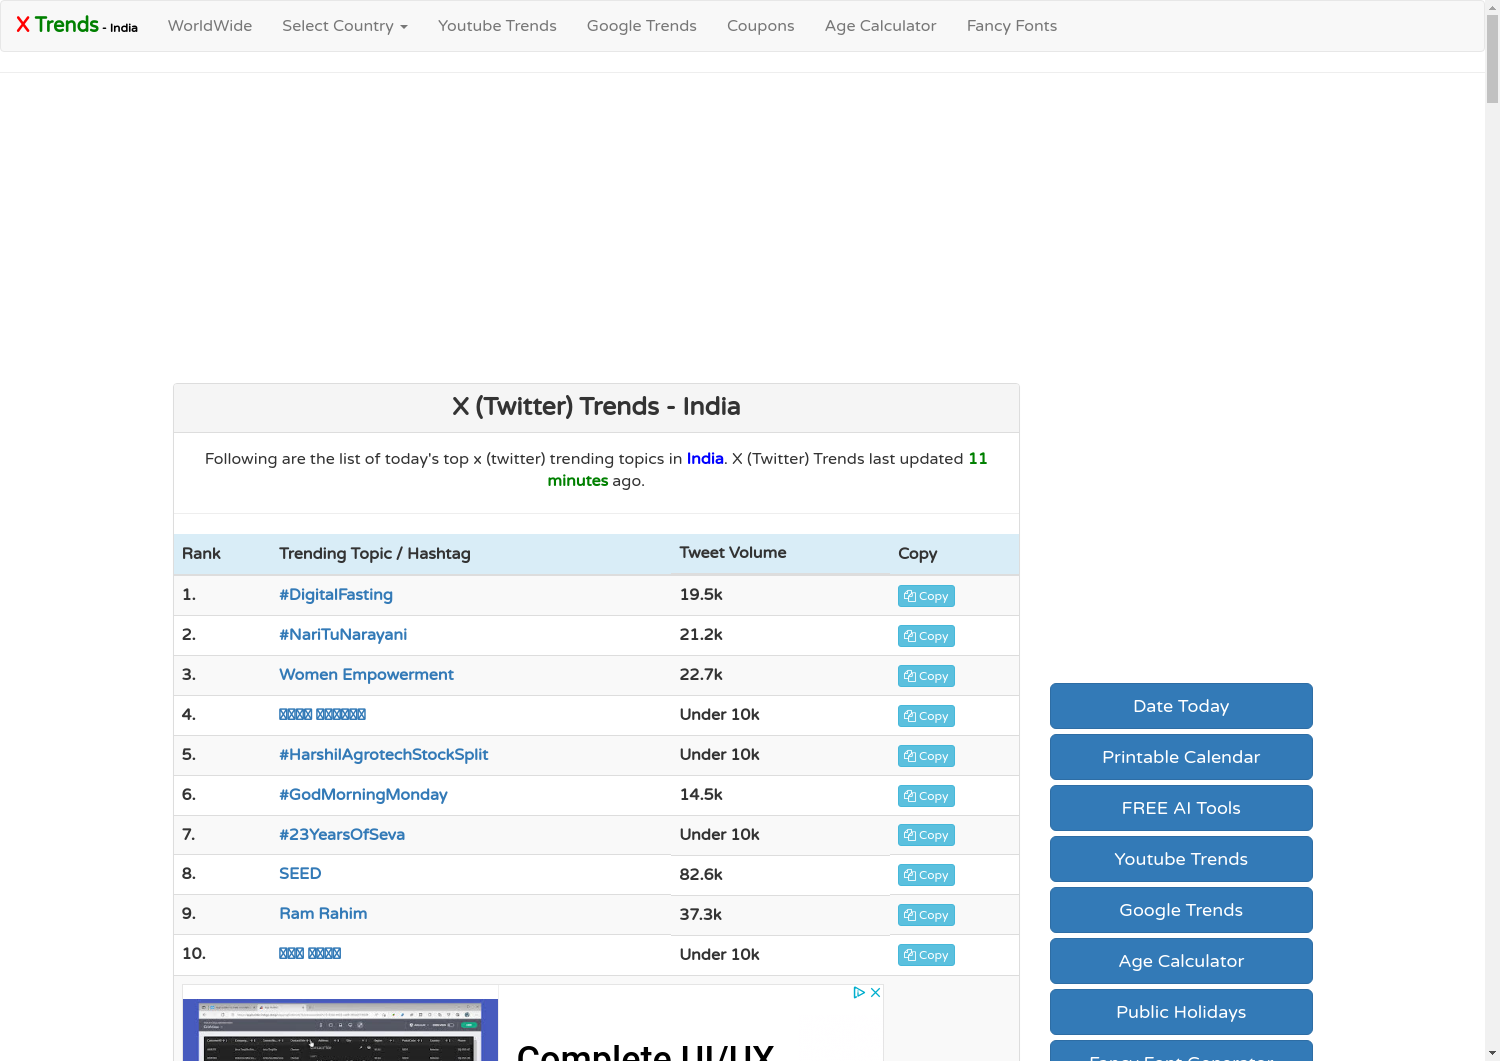 X Trends - India WorldWide Select Country Youtube Trends Google Trends Coupons Age Calculator Fancy Fonts
X (Twitter) Trends - India
Following are the list of today's top x (twitter) trending topics in India. X (Twitter) Trends last updated 11
minutes ago.
Rank Trending Topic / Hashtag Tweet Volume Copy
1. #DigitalFasting 19.5k Copy
2. #NariTuNarayani 21.2k Copy
3. Women Empowerment 22.7k Copy
4. Under 10k Copy
5. #HarshilAgrotechStockSplit Under 10k Copy
6. #GodMorningMonday 14.5k Copy
7. #23YearsOfSeva Under 10k Copy
8. SEED 82.6k Copy
9. Ram Rahim 37.3k Copy
10. Under 10k Copy
Complete UI/UX
Date Today
Printable Calendar
FREE AI Tools
Youtube Trends
Google Trends
Age Calculator
Public Holidays
Fancy Font Generator